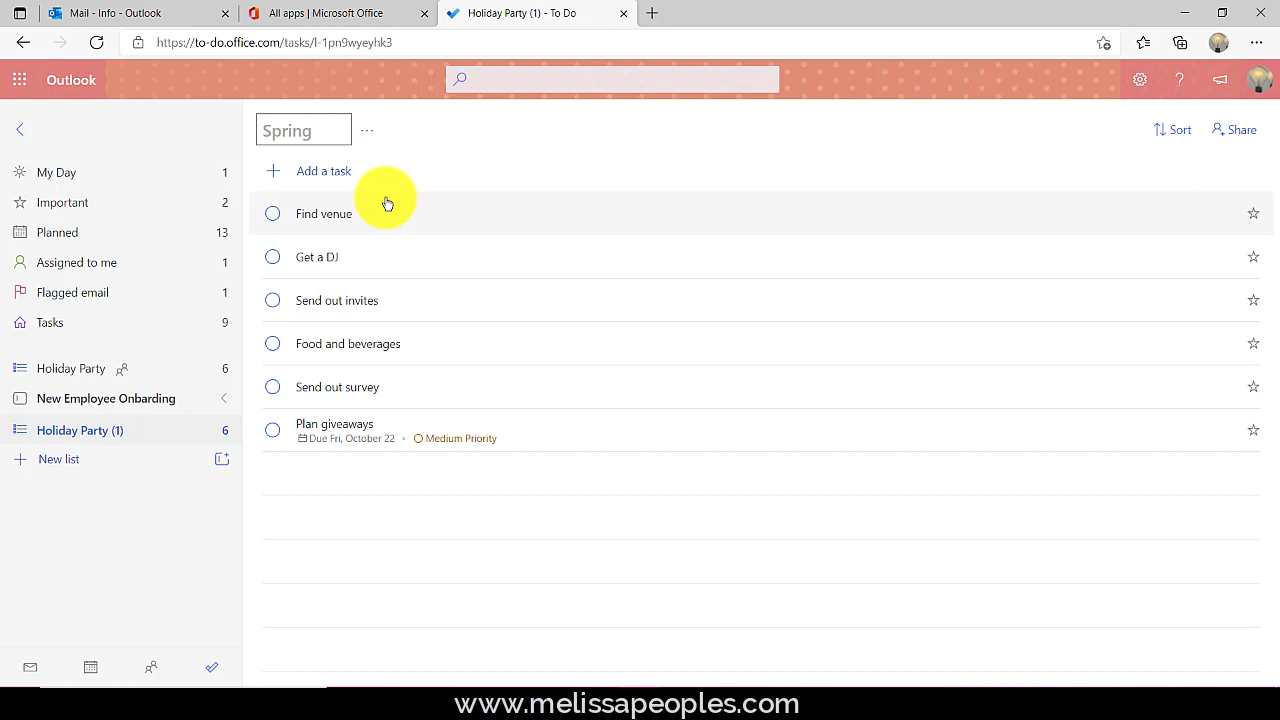 Mail - Info - Outlook
All apps | Microsoft Office
Holiday Party (1) - To Do
https://to-do.office.com/tasks/l-1pn9wyeyhk3
Outlook
Spring
Sort
Share
Add a task
My Day 1
Important 2
Planned 13
Assigned to me 1
Flagged email 1
Tasks 9
Holiday Party 6
New Employee Onbarding
Holiday Party (1) 6
New list
Find venue
Get a DJ
Send out invites
Food and beverages
Send out survey
Plan giveaways
Due Fri, October 22 • Medium Priority
www.melissapeoples.com